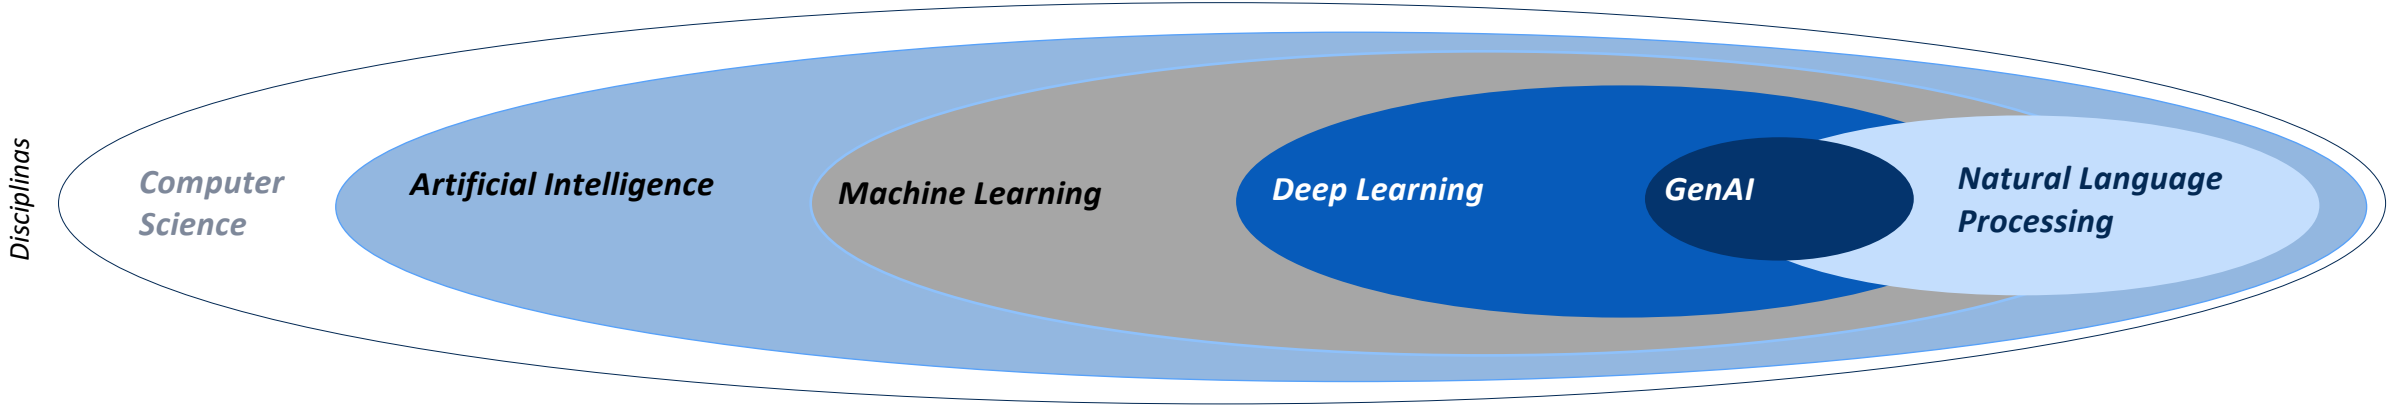 Disciplinas
Computer
Science
Artificial Intelligence
Machine Learning
Deep Learning
GenAI
Natural Language
Processing